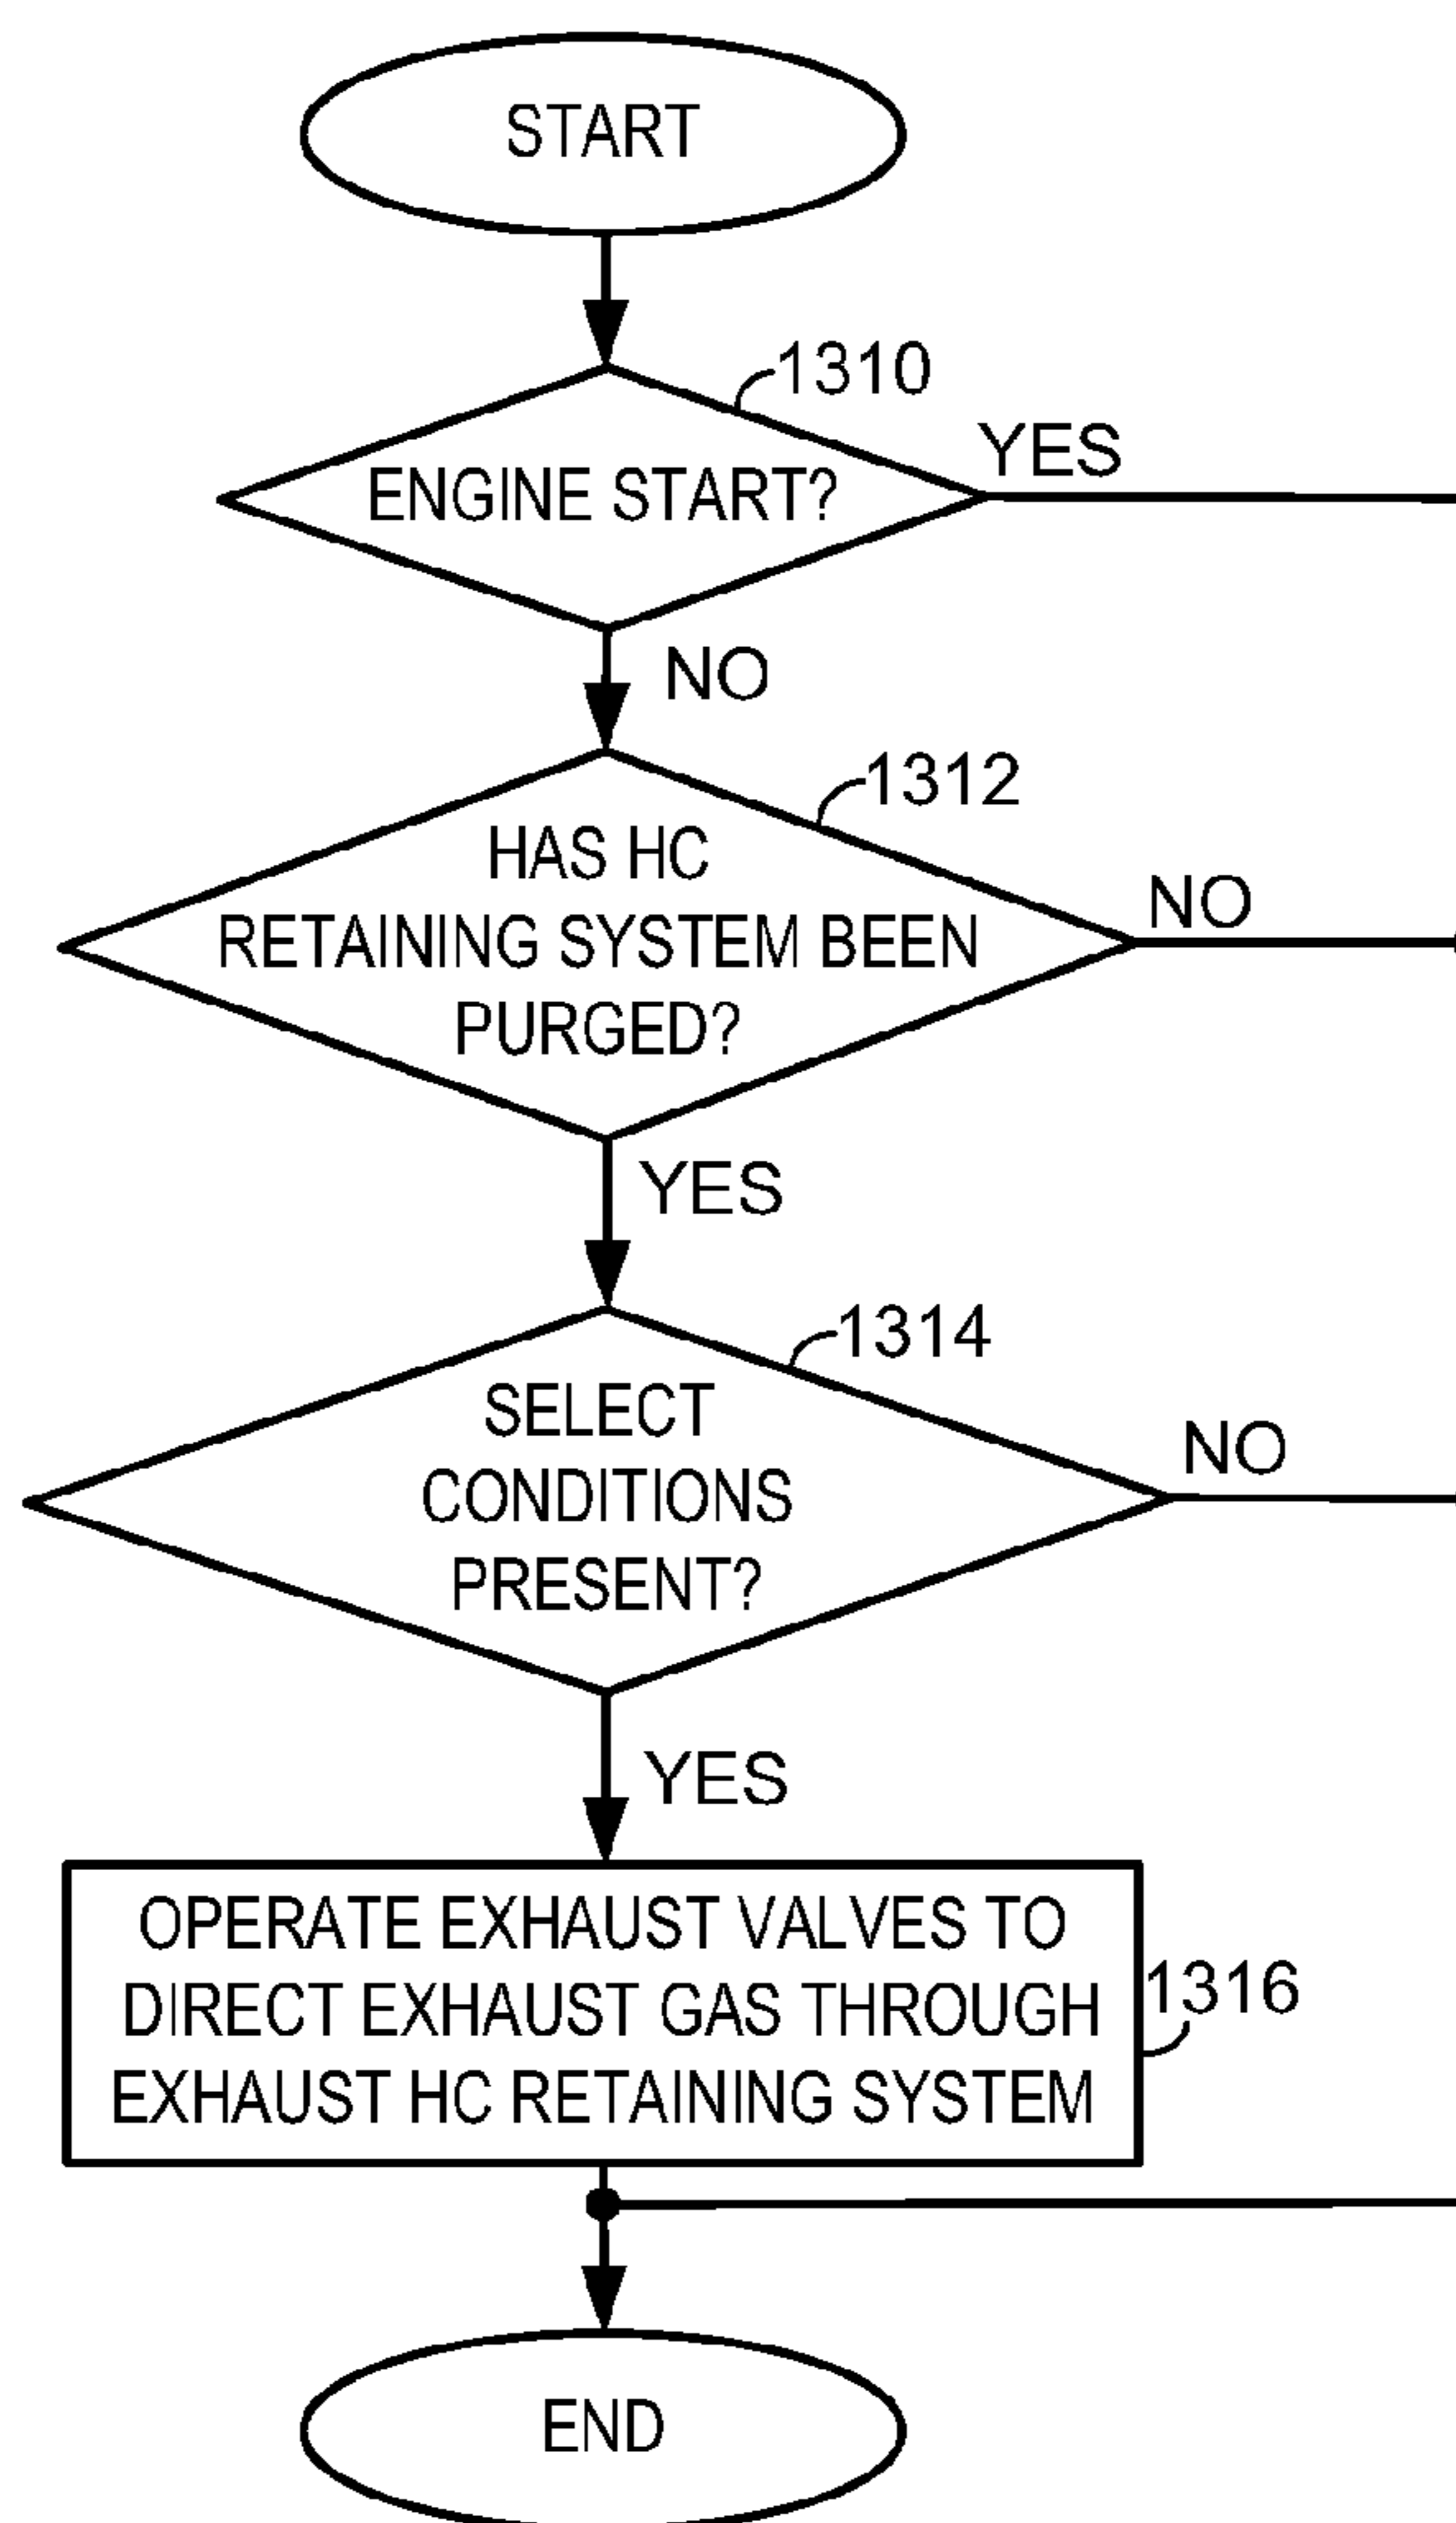 START
1310
ENGINE START?
YES
NO
1312
HAS HC
RETAINING SYSTEM BEEN
PURGED?
NO
YES
1314
SELECT
CONDITIONS
PRESENT?
NO
YES
OPERATE EXHAUST VALVES TO
DIRECT EXHAUST GAS THROUGH
EXHAUST HC RETAINING SYSTEM
1316
END